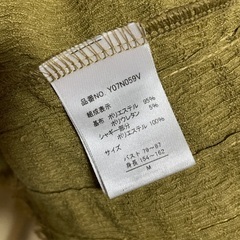 品番NO. Y07N059V
組成表示
基布 ポリエステル 95%
ポリウレタン 5%
シャギー部分
ポリエステル 100%
サイズ
バスト 79~87
身長 154~162
M